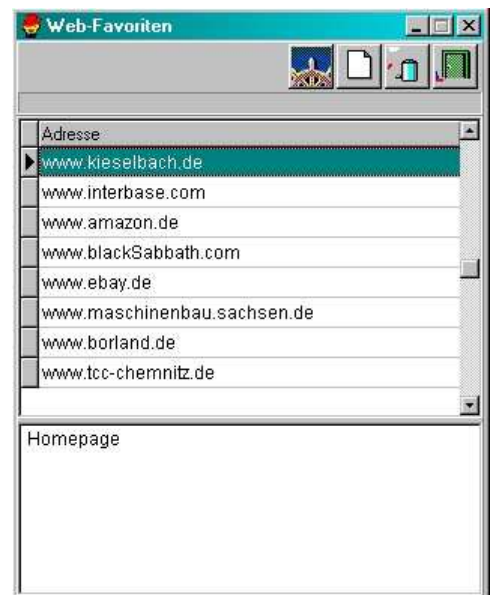 Web-Favoriten
Adresse
www.kieselbach.de
www.interbase.com
www.amazon.de
www.blackSabbath.com
www.ebay.de
www.maschinenbau.sachsen.de
www.borland.de
www.tcc-chemnitz.de
Homepage